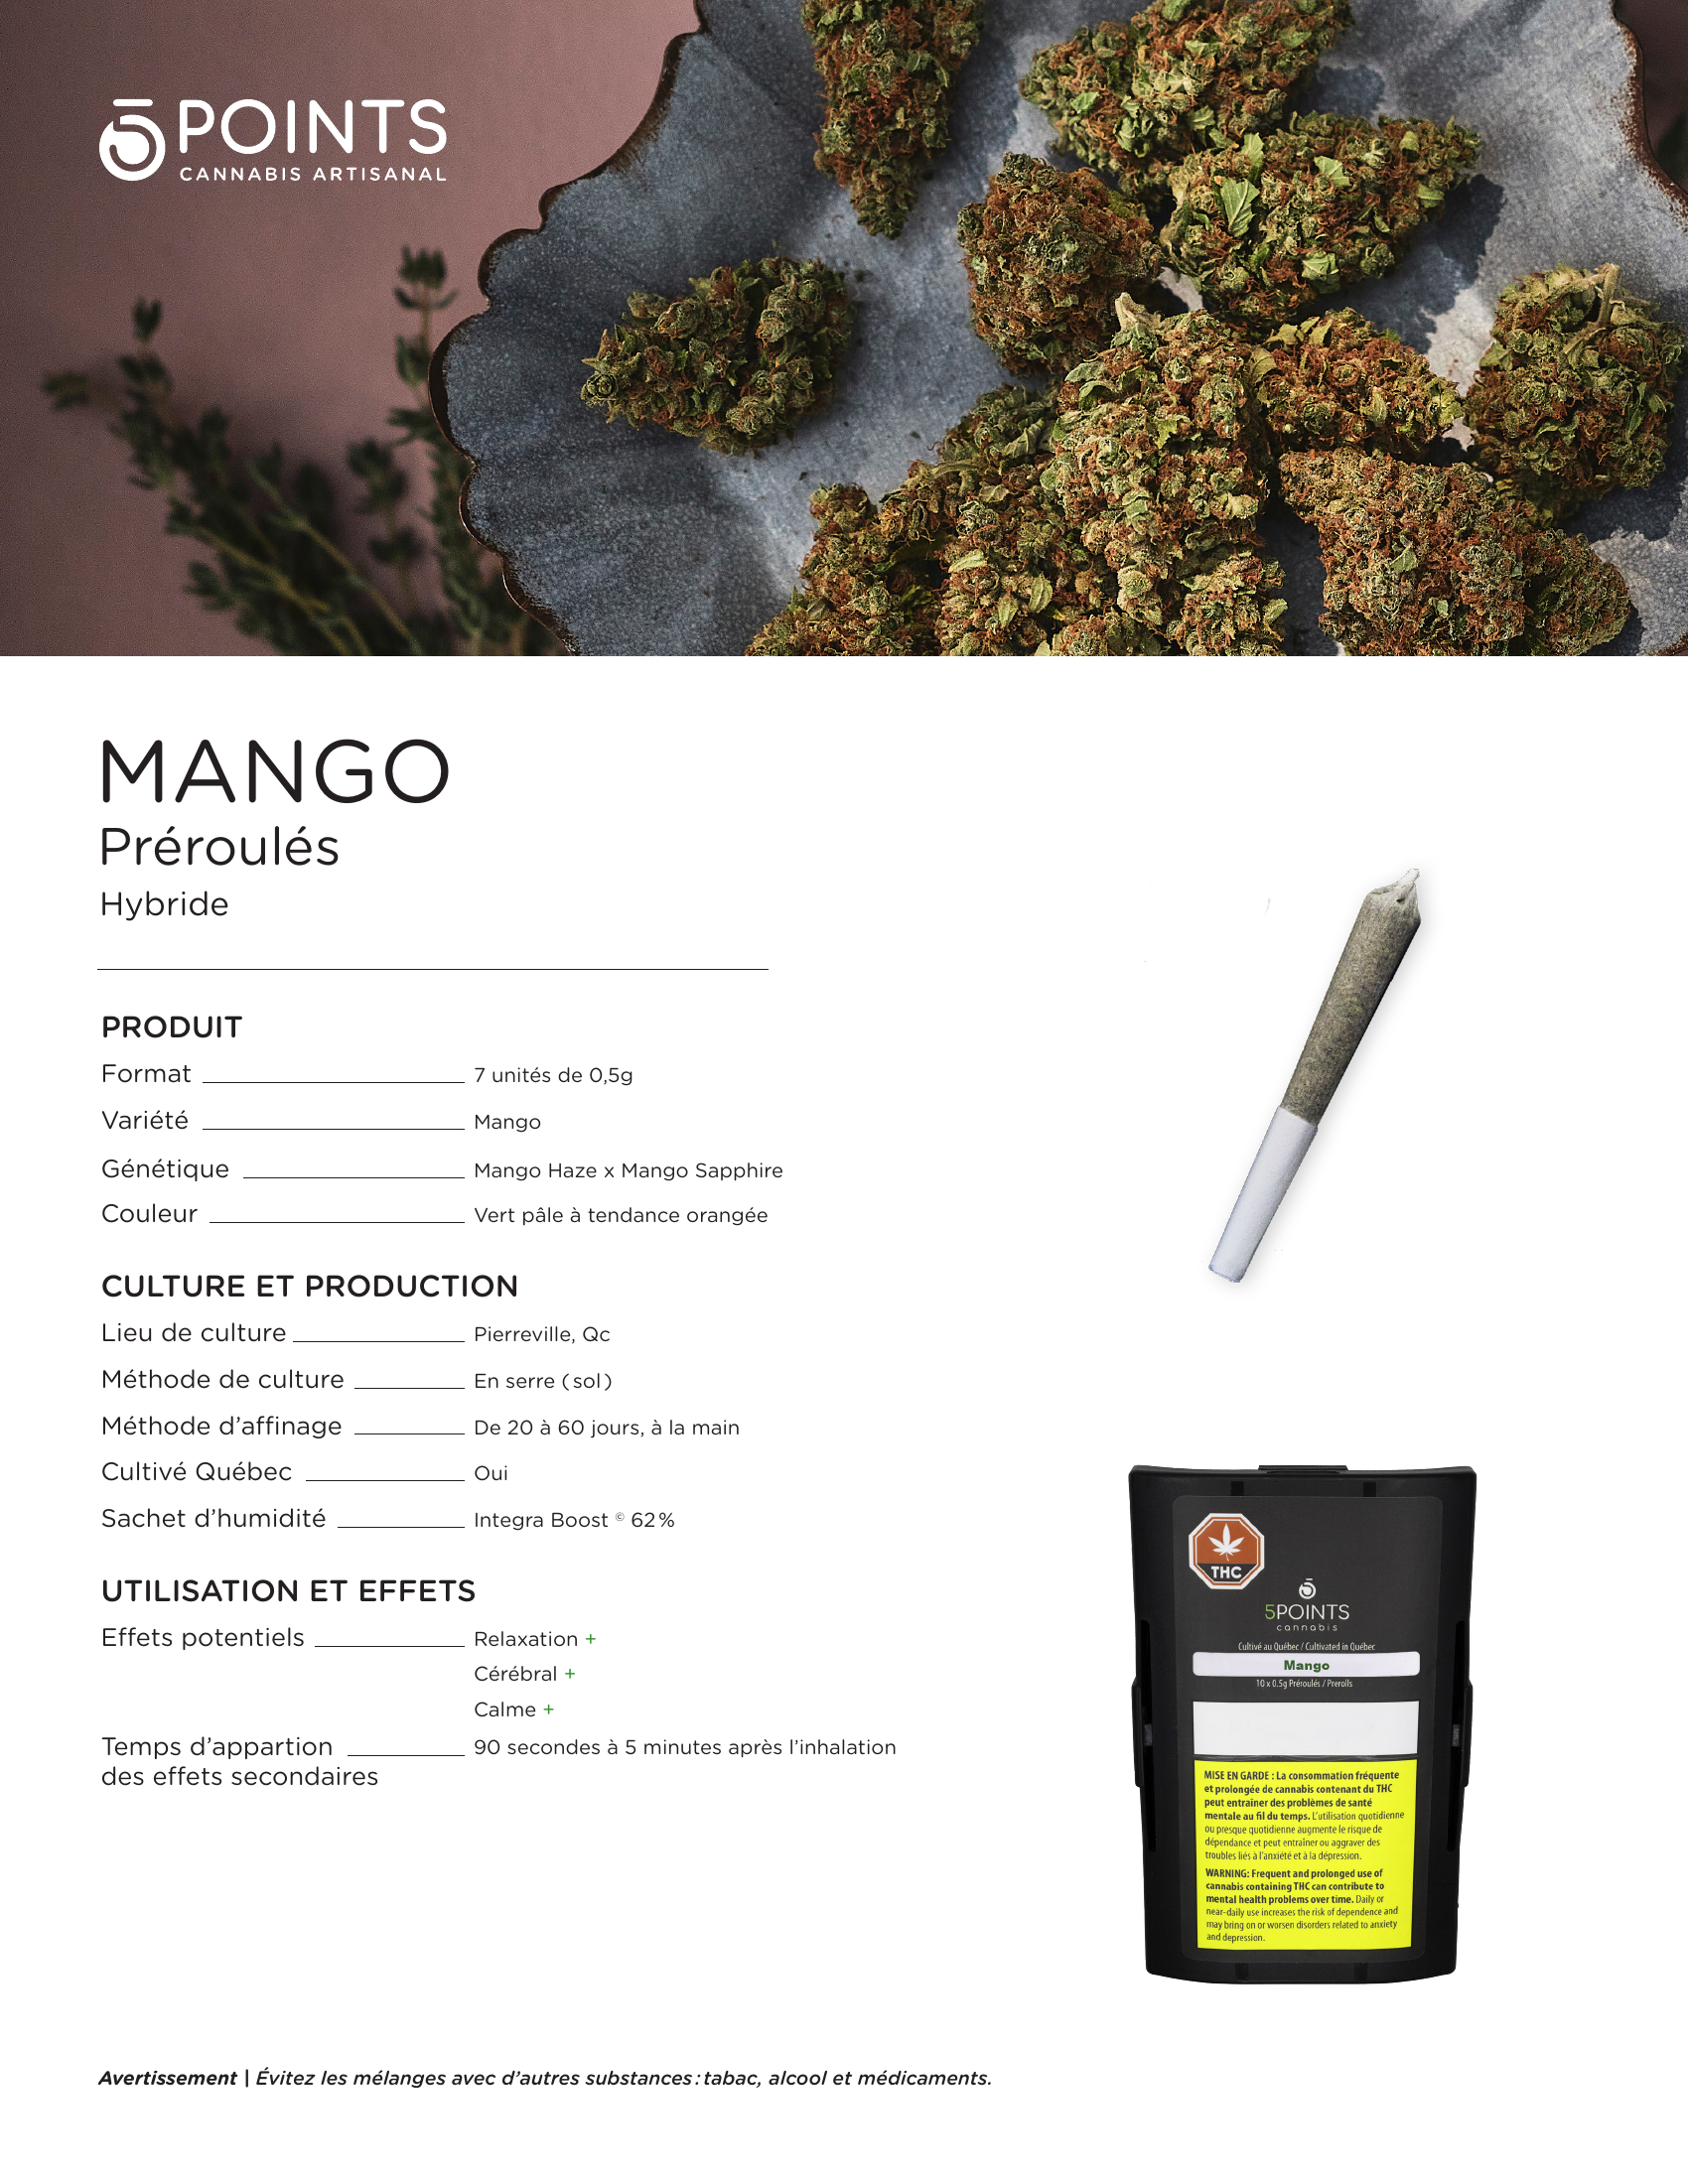 5 POINTS
CANNABIS ARTISANAL
MANGO
Préroulés
Hybride
PRODUIT
Format 7 unités de 0,5g
Variété Mango
Génétique Mango Haze x Mango Sapphire
Couleur Vert pâle à tendance orangée
CULTURE ET PRODUCTION
Lieu de culture Pierreville, Qc
Méthode de culture En serre (sol)
Méthode d’affinage De 20 à 60 jours, à la main
Cultivé Québec Oui
Sachet d’humidité Integra Boost © 62 %
UTILISATION ET EFFETS
Effets potentiels Relaxation +
Cérébral +
Calme +
Temps d’appartion 90 secondes à 5 minutes après l’inhalation
des effets secondaires
THC
5POINTS
cannabis
Cultivé au Québec / Cultivated in Québec
Mango
10 x 0.5g Préroulés / Prerolls
MISE EN GARDE : La consommation fréquente
et prolongée de cannabis contenant du THC
peut entraîner des problèmes de santé
mentale au fil du temps. L'utilisation quotidienne
ou presque quotidienne augmente le risque de
dépendance et peut entraîner ou aggraver des
troubles liés à l'anxiété et à la dépression.
WARNING: Frequent and prolonged use of
cannabis containing THC can contribute to
mental health problems over time. Daily or
near-daily use increases the risk of dependence and
may bring on or worsen disorders related to anxiety
and depression.
Avertissement | Évitez les mélanges avec d’autres substances : tabac, alcool et médicaments.